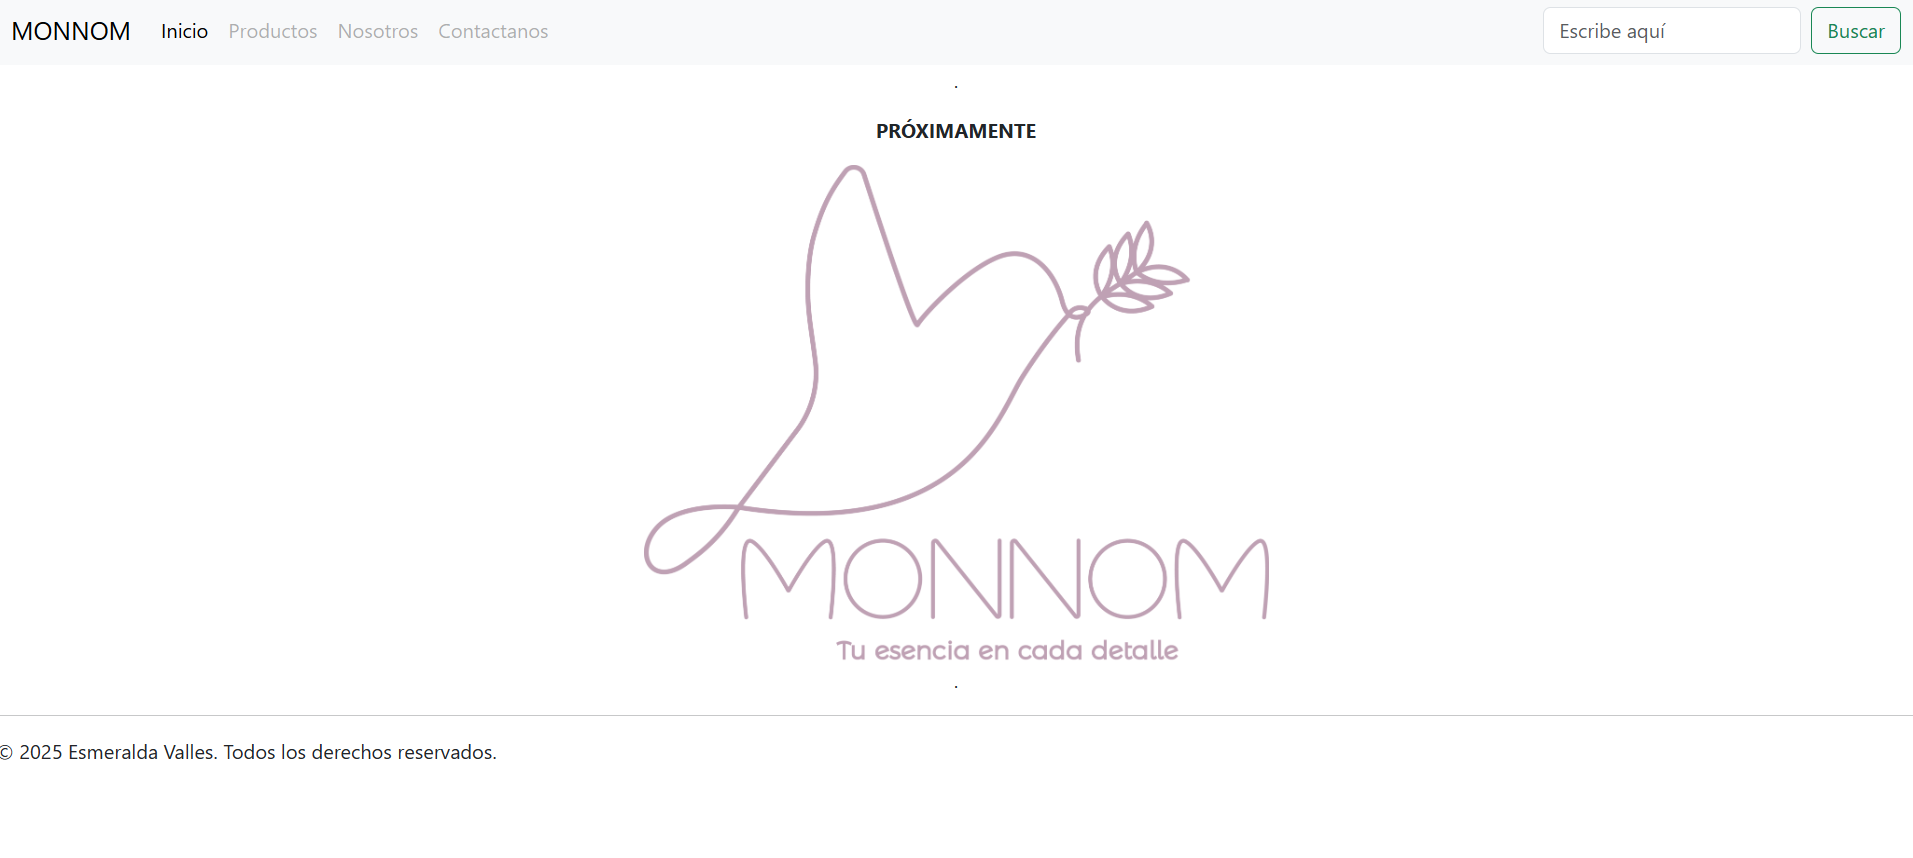 MONNOM Inicio Productos Nosotros Contactanos Escribe aquí Buscar
.
PRÓXIMAMENTE
MONNOM
Tu esencia en cada detalle
.
© 2025 Esmeralda Valles. Todos los derechos reservados.